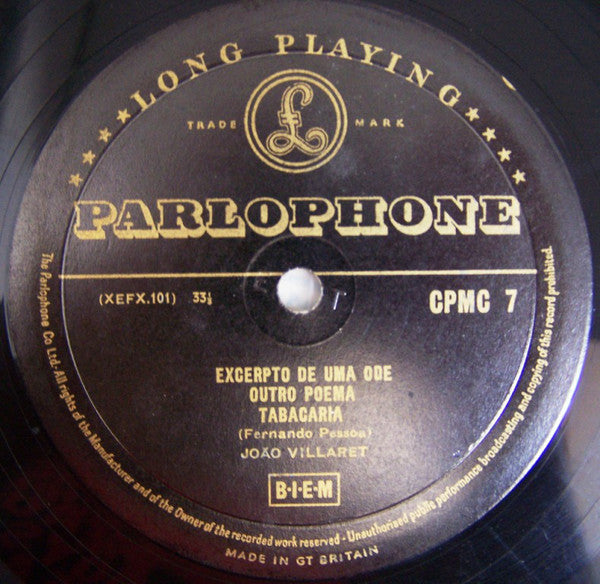 LONG PLAYING
TRADE £ MARK
PARLOPHONE
(XEFX.101) 33⅓
CPMC 7
EXCERPTO DE UMA ODE
OUTRO POEMA
TABACARIA
(Fernando Pessoa)
JOÃO VILLARET
B·I·E·M
The Parlophone Co Ltd.·All rights of the Manufacturer and of the Owner of the recorded work reserved - Unauthorised public performance broadcasting and copying of this record prohibited.
MADE IN GT BRITAIN